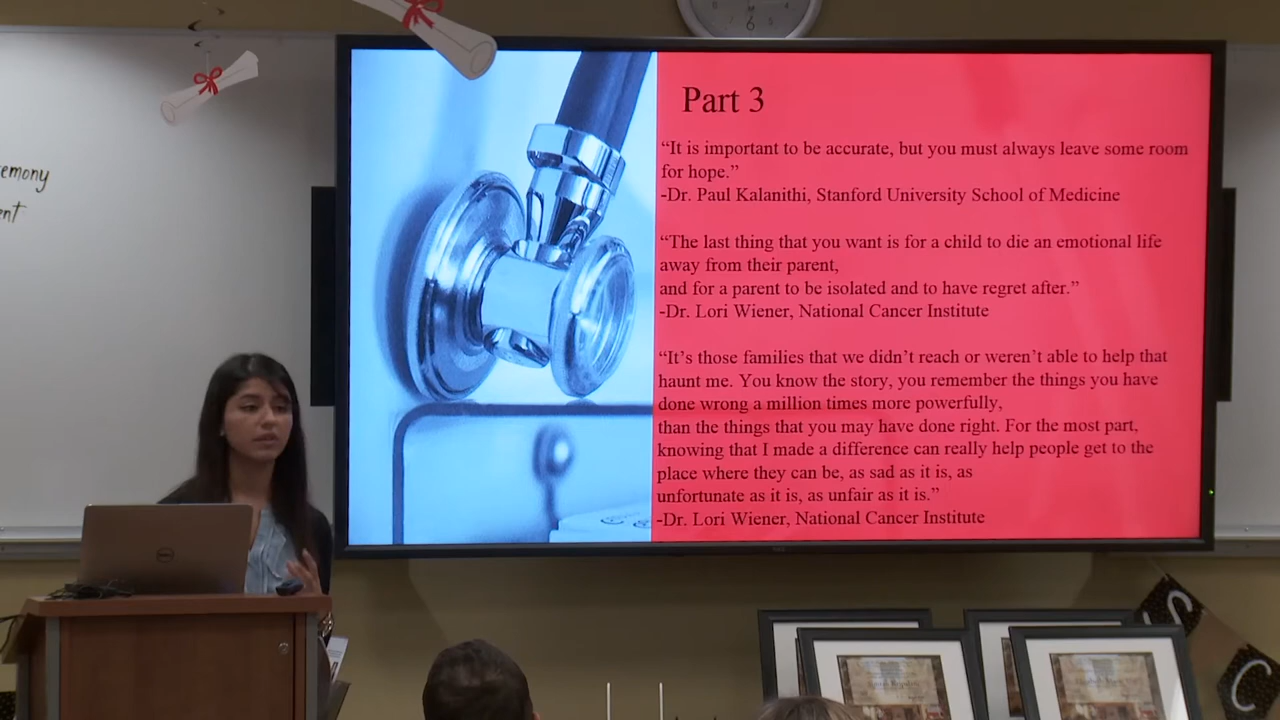 6
emony
ent
Part 3
“It is important to be accurate, but you must always leave some room
for hope.”
-Dr. Paul Kalanithi, Stanford University School of Medicine
“The last thing that you want is for a child to die an emotional life
away from their parent,
and for a parent to be isolated and to have regret after.”
-Dr. Lori Wiener, National Cancer Institute
“It’s those families that we didn’t reach or weren’t able to help that
haunt me. You know the story, you remember the things you have
done wrong a million times more powerfully,
than the things that you may have done right. For the most part,
knowing that I made a difference can really help people get to the
place where they can be, as sad as it is, as
unfortunate as it is, as unfair as it is.”
-Dr. Lori Wiener, National Cancer Institute
DELL
S
C